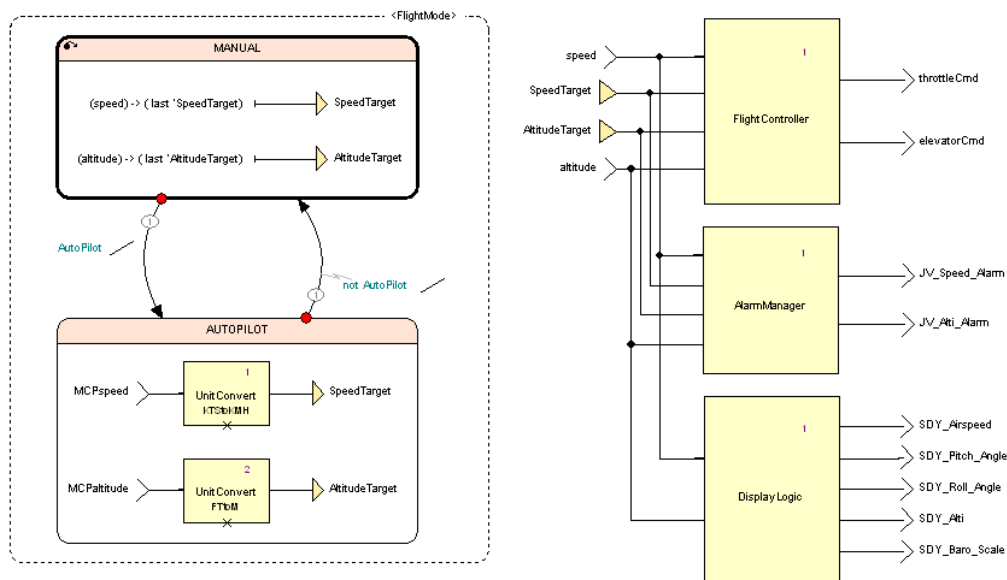 <FlightMode>
MANUAL
(speed) -> ( last 'SpeedTarget)
SpeedTarget
(altitude) -> ( last 'AltitudeTarget)
AltitudeTarget
1
AutoPilot
not AutoPilot
1
AUTOPILOT
MCPspeed
1
UnitConvert
KTStoKMH
SpeedTarget
MCPaltitude
2
UnitConvert
FTtoM
AltitudeTarget
speed
SpeedTarget
AltitudeTarget
altitude
1
FlightController
throttleCmd
elevatorCmd
1
AlarmManager
JV_Speed_Alarm
JV_Alti_Alarm
1
DisplayLogic
SDY_Airspeed
SDY_Pitch_Angle
SDY_Roll_Angle
SDY_Alti
SDY_Baro_Scale